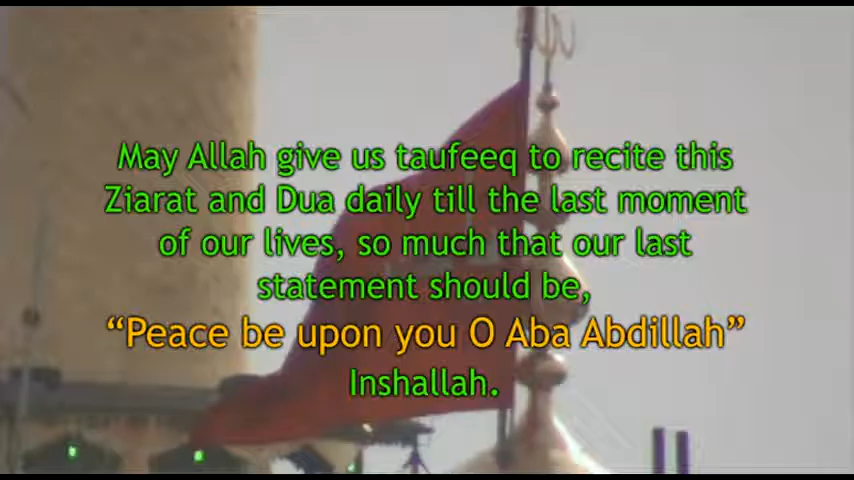 May Allah give us taufeeq to recite this
Ziarat and Dua daily till the last moment
of our lives, so much that our last
statement should be,
“Peace be upon you O Aba Abdillah”
Inshallah.